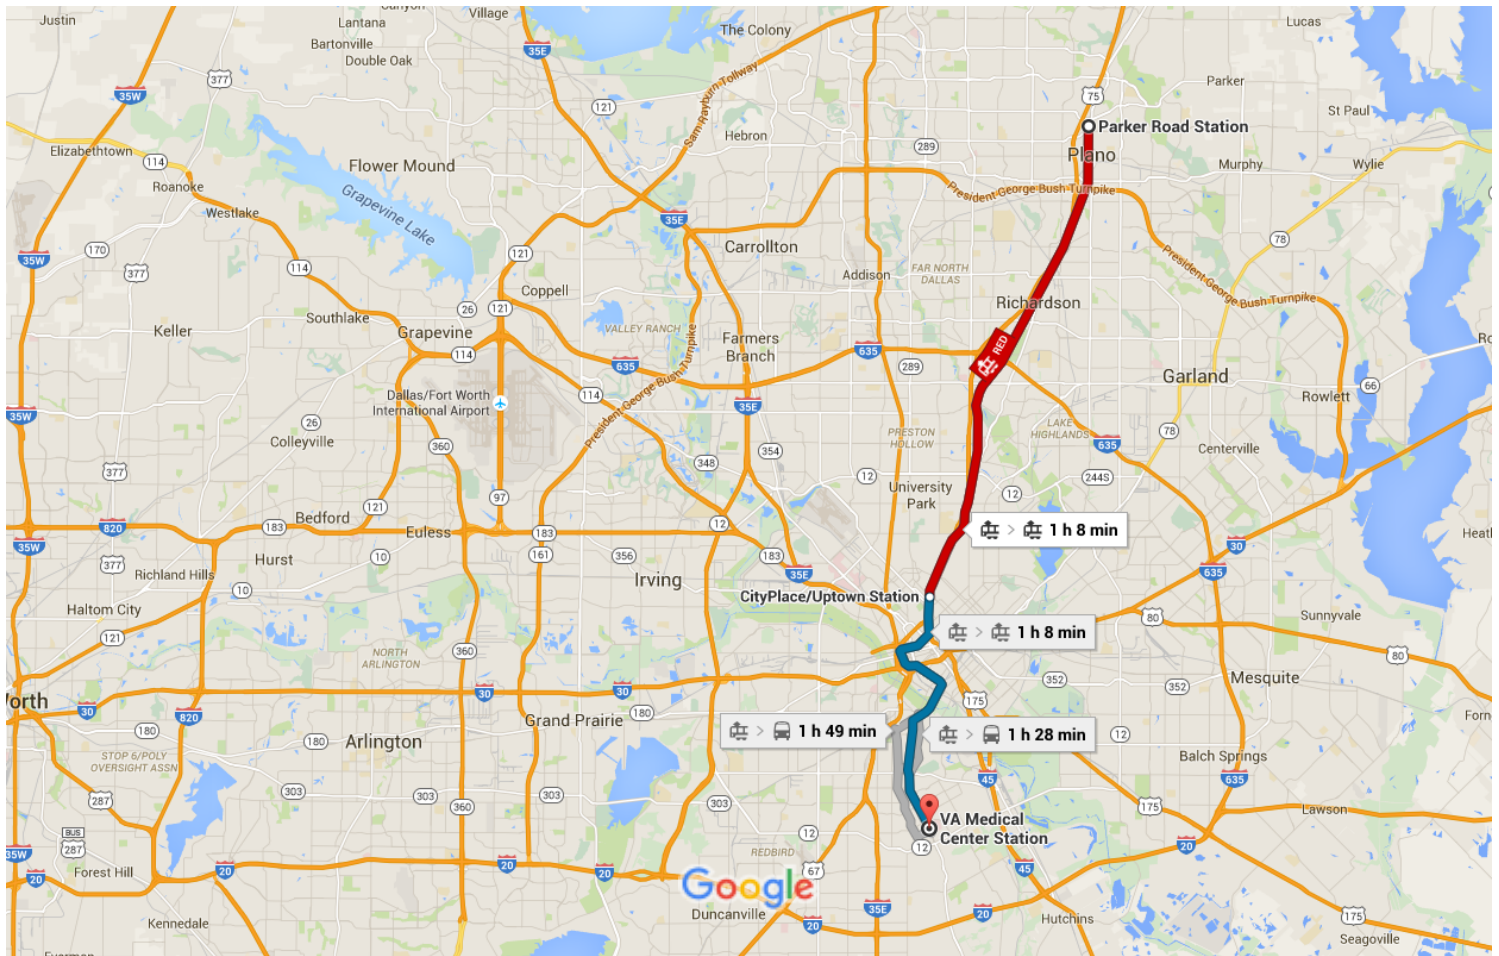 Justin
Lantana
Canyon
Village
Lucas
Bartonville
Double Oak
35E
The Colony
377
35W
121
Sam Rayburn Tollway
75
Parker
St Paul
Parker Road Station
Hebron
289
Plano
Elizabethtown
114
Flower Mound
Roanoke
Murphy
Wylie
Westlake
Grapevine Lake
President George Bush Turnpike
35E
170
35W
377
121
114
Carrollton
78
Addison
FAR NORTH
DALLAS
President George Bush Turnpike
Coppell
26
121
Southlake
Richardson
Keller
Grapevine
VALLEY RANCH
Farmers
Branch
114
635
635
289
RED
President George Bush Turnpike
Garland
66
Rowlett
Dallas/Fort Worth
International Airport
114
35E
35W
26
Colleyville
360
PRESTON
HOLLOW
LAKE
HIGHLANDS
635
78
Centerville
354
348
377
12
244S
University
Park
12
97
121
Bedford
820
183
Euless
183
12
1 h 8 min
35W
Hurst
10
161
356
183
30
377
Richland Hills
10
Irving
35E
635
Haltom City
CityPlace/Uptown Station
121
80
Sunnyvale
1 h 8 min
NORTH
ARLINGTON
360
80
352
352
Mesquite
orth
30
30
30
175
820
180
Grand Prairie
180
180
Arlington
1 h 49 min
1 h 28 min
12
STOP 6/POLY
OVERSIGHT ASSN
Balch Springs
45
635
287
303
303
303
360
303
175
Lawson
BUS
287
12
VA Medical
Center Station
35W
REDBIRD
12
20
Forest Hill
20
20
20
67
45
Google
Duncanville
35E
20
20
Hutchins
175
Kennedale
Seagoville